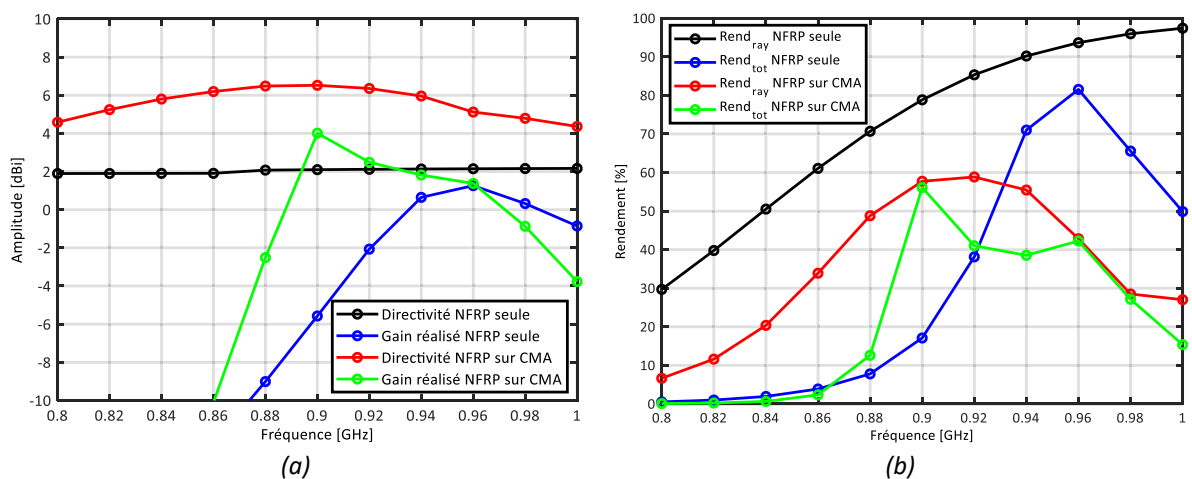 10
8
6
4
2
0
-2
-4
-6
-8
-10
Amplitude [dBi]
Directivité NFRP seule
Gain réalisé NFRP seule
Directivité NFRP sur CMA
Gain réalisé NFRP sur CMA
0.8 0.82 0.84 0.86 0.88 0.9 0.92 0.94 0.96 0.98 1
Fréquence [GHz]
(a)
100
90
80
70
60
50
40
30
20
10
0
Rendement [%]
Rend_ray NFRP seule
Rend_tot NFRP seule
Rend_ray NFRP sur CMA
Rend_tot NFRP sur CMA
0.8 0.82 0.84 0.86 0.88 0.9 0.92 0.94 0.96 0.98 1
Fréquence [GHz]
(b)